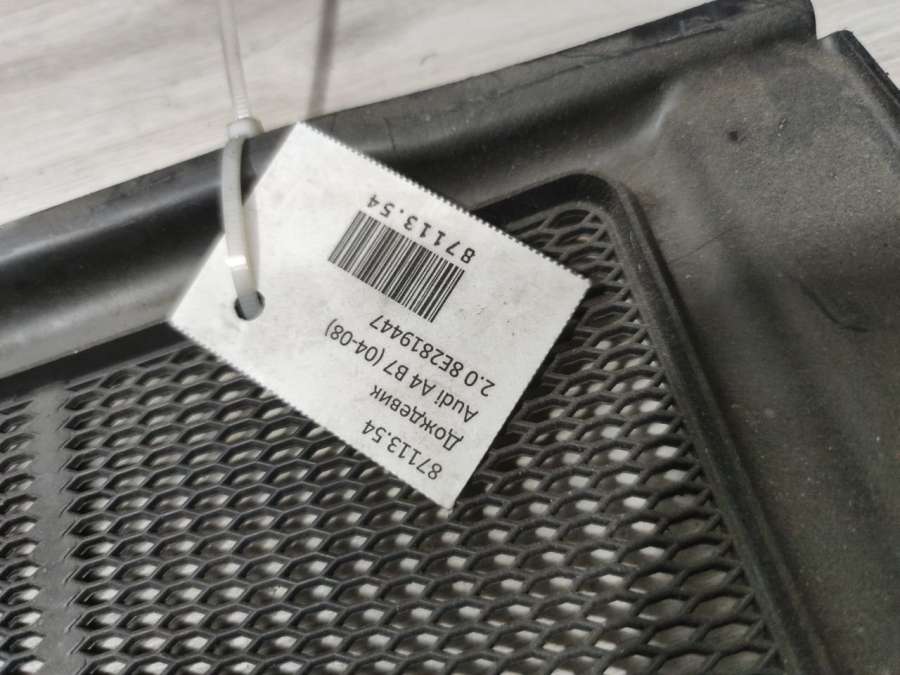 87113.54
Дождевик
Audi A4 B7 (04-08)
2.0 8E2819447
87113.54